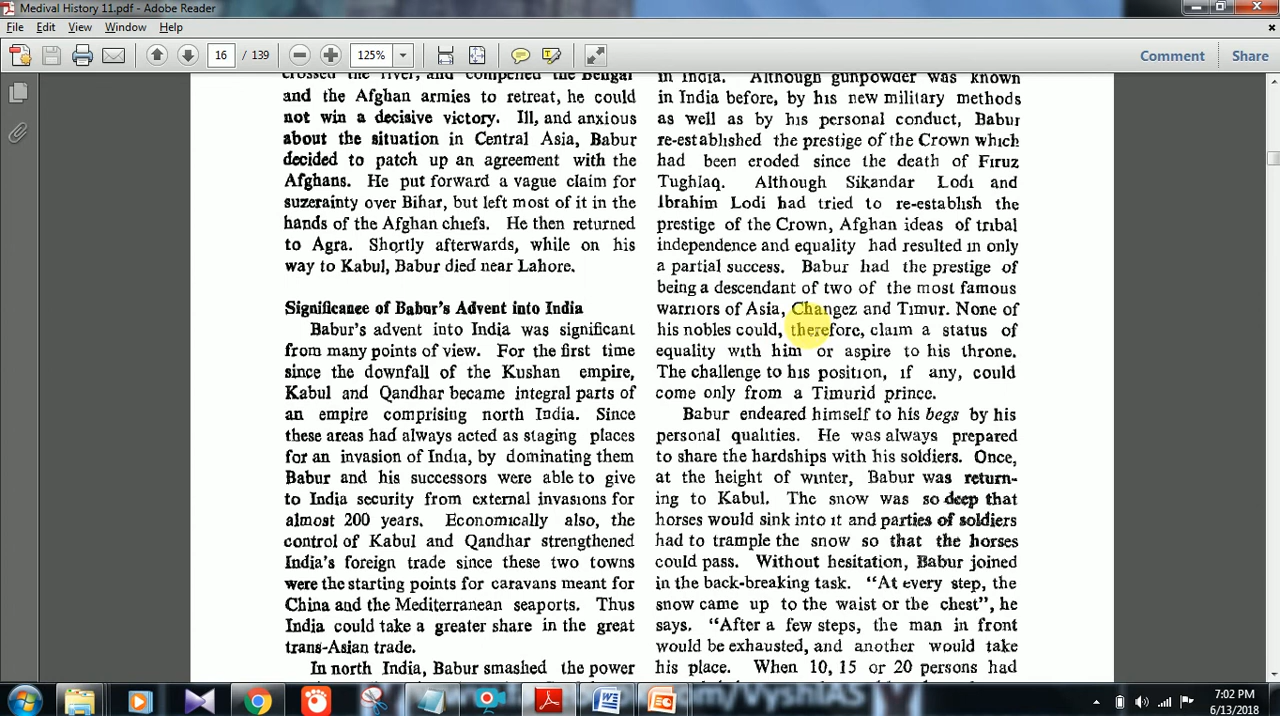 Medival History 11.pdf - Adobe Reader
File Edit View Window Help
16 / 139 125% Comment Share
crossed the river, and compelled the Bengal
and the Afghan armies to retreat, he could
not win a decisive victory. Ill, and anxious
about the situation in Central Asia, Babur
decided to patch up an agreement with the
Afghans. He put forward a vague claim for
suzerainty over Bihar, but left most of it in the
hands of the Afghan chiefs. He then returned
to Agra. Shortly afterwards, while on his
way to Kabul, Babur died near Lahore.
Significance of Babur's Advent into India
Babur's advent into India was significant
from many points of view. For the first time
since the downfall of the Kushan empire,
Kabul and Qandhar became integral parts of
an empire comprising north India. Since
these areas had always acted as staging places
for an invasion of India, by dominating them
Babur and his successors were able to give
to India security from external invasions for
almost 200 years. Economically also, the
control of Kabul and Qandhar strengthened
India's foreign trade since these two towns
were the starting points for caravans meant for
China and the Mediterranean seaports. Thus
India could take a greater share in the great
trans-Asian trade.
In north India, Babur smashed the power
in India. Although gunpowder was known
in India before, by his new military methods
as well as by his personal conduct, Babur
re-established the prestige of the Crown which
had been eroded since the death of Firuz
Tughlaq. Although Sikandar Lodi and
Ibrahim Lodi had tried to re-establish the
prestige of the Crown, Afghan ideas of tribal
independence and equality had resulted in only
a partial success. Babur had the prestige of
being a descendant of two of the most famous
warriors of Asia, Changez and Timur. None of
his nobles could, therefore, claim a status of
equality with him or aspire to his throne.
The challenge to his position, if any, could
come only from a Timurid prince.
Babur endeared himself to his begs by his
personal qualities. He was always prepared
to share the hardships with his soldiers. Once,
at the height of winter, Babur was return-
ing to Kabul. The snow was so deep that
horses would sink into it and parties of soldiers
had to trample the snow so that the horses
could pass. Without hesitation, Babur joined
in the back-breaking task. "At every step, the
snow came up to the waist or the chest", he
says. "After a few steps, the man in front
would be exhausted, and another would take
his place. When 10, 15 or 20 persons had
7:02 PM
6/13/2018